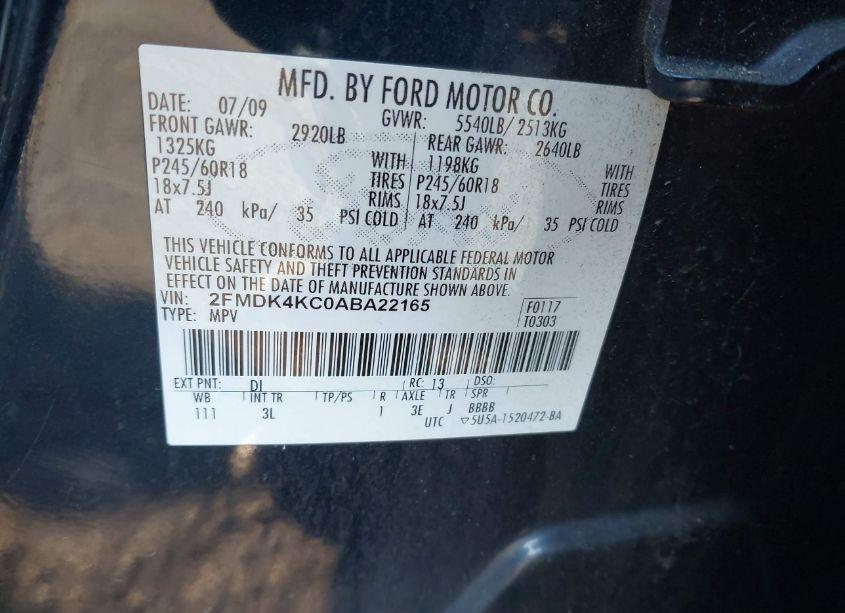 MFD. BY FORD MOTOR CO.
DATE: 07/09 GVWR: 5540LB/ 2513KG
FRONT GAWR: 2920LB REAR GAWR: 2640LB
1325KG WITH 1198KG WITH
P245/60R18 TIRES P245/60R18 TIRES
18x7.5J RIMS 18x7.5J RIMS
AT 240 kPa/ 35 PSI COLD AT 240 kPa/ 35 PSI COLD
THIS VEHICLE CONFORMS TO ALL APPLICABLE FEDERAL MOTOR
VEHICLE SAFETY AND THEFT PREVENTION STANDARDS IN
EFFECT ON THE DATE OF MANUFACTURE SHOWN ABOVE.
VIN: 2FMDK4KC0ABA22165 F0117
TYPE: MPV T0303
EXT PNT: DI RC: 13 DSO:
WB INT TR TP/PS R AXLE TR SPR
111 3L 1 3E J BBBB
UTC ▽5U5A-1520472-BA